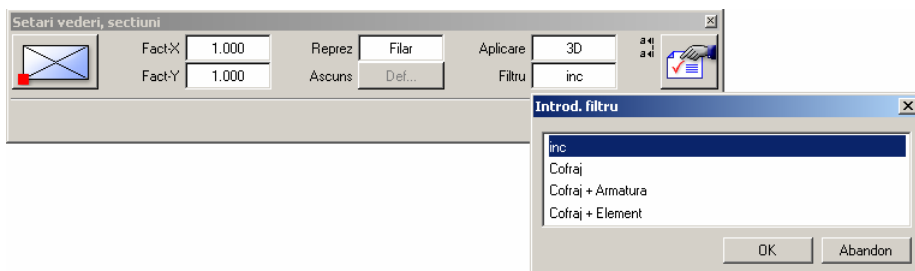 Setari vederi, sectiuni
Fact-X 1.000 Reprez Filar Aplicare 3D
Fact-Y 1.000 Ascuns Def... Filtru inc
Introd. filtru
inc
Cofraj
Cofraj + Armatura
Cofraj + Element
OK Abandon